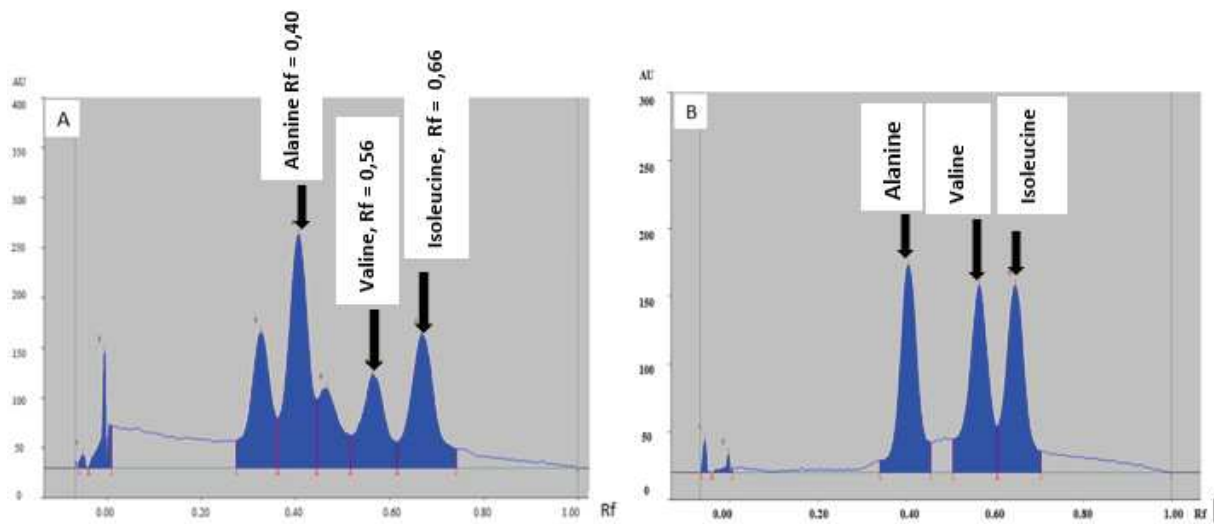 AU
400
350
300
250
200
150
100
50
0
A
Alanine Rf = 0,40
Valine, Rf = 0,56
Isoleucine, Rf = 0,66
0.00 0.20 0.40 0.60 0.80 1.00 Rf
AU
300
250
200
150
100
50
0
B
Alanine
Valine
Isoleucine
0.00 0.20 0.40 0.60 0.80 1.00 Rf